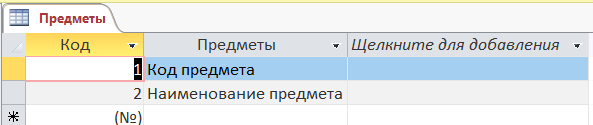 Предметы
Код Предметы Щелкните для добавления
1 Код предмета
2 Наименование предмета
(№)